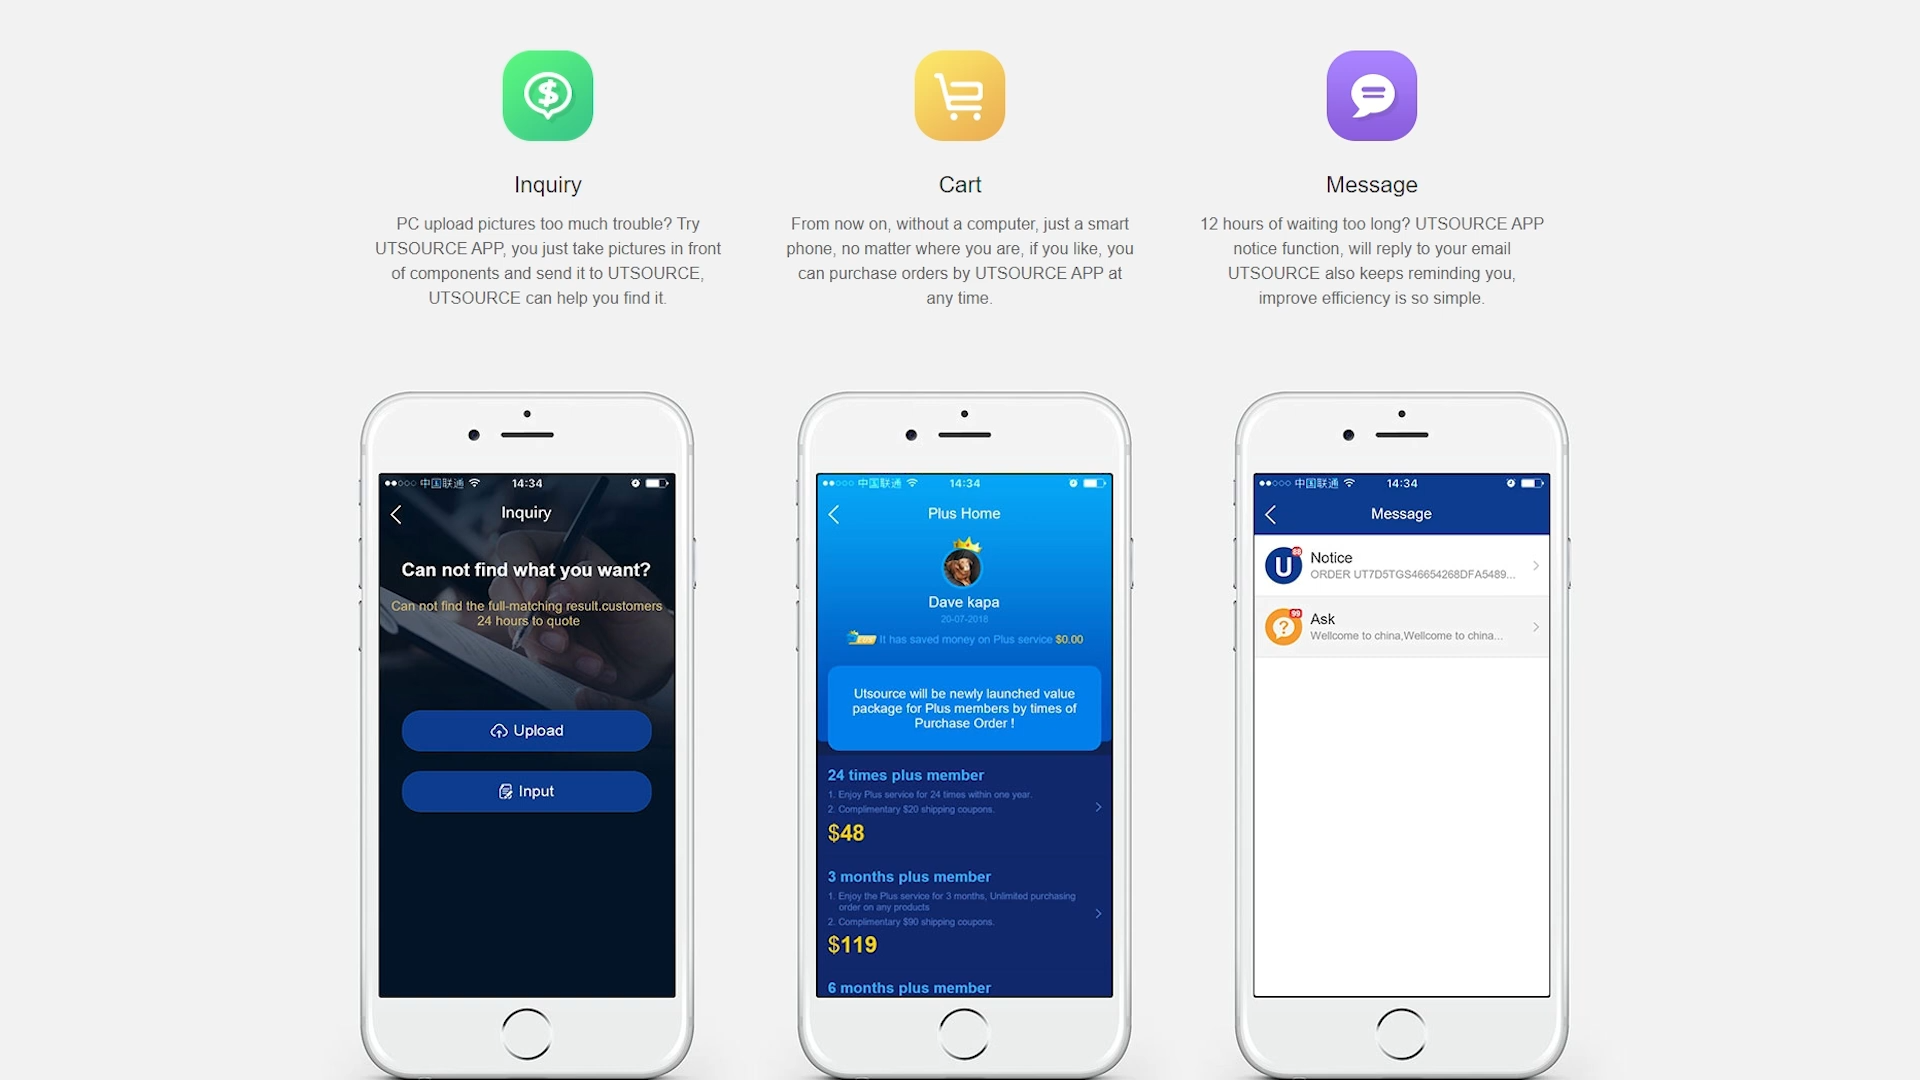 Inquiry
PC upload pictures too much trouble? Try
UTSOURCE APP, you just take pictures in front
of components and send it to UTSOURCE,
UTSOURCE can help you find it.
Cart
From now on, without a computer, just a smart
phone, no matter where you are, if you like, you
can purchase orders by UTSOURCE APP at
any time.
Message
12 hours of waiting too long? UTSOURCE APP
notice function, will reply to your email
UTSOURCE also keeps reminding you,
improve efficiency is so simple.
中国联通 14:34
Inquiry
Can not find what you want?
Can not find the full-matching result.customers
24 hours to quote
Upload
Input
中国联通 14:34
Plus Home
Dave kapa
20-07-2018
It has saved money on Plus service $0.00
Utsource will be newly launched value
package for Plus members by times of
Purchase Order !
24 times plus member
1. Enjoy Plus service for 24 times within one year.
2. Complimentary $20 shipping coupons.
$48
3 months plus member
1. Enjoy the Plus service for 3 months, Unlimited purchasing
order on any products
2. Complimentary $90 shipping coupons.
$119
6 months plus member
中国联通 14:34
Message
U
Notice
ORDER UT7D5TGS46654268DFA5489...
99
Ask
Wellcome to china,Wellcome to china...